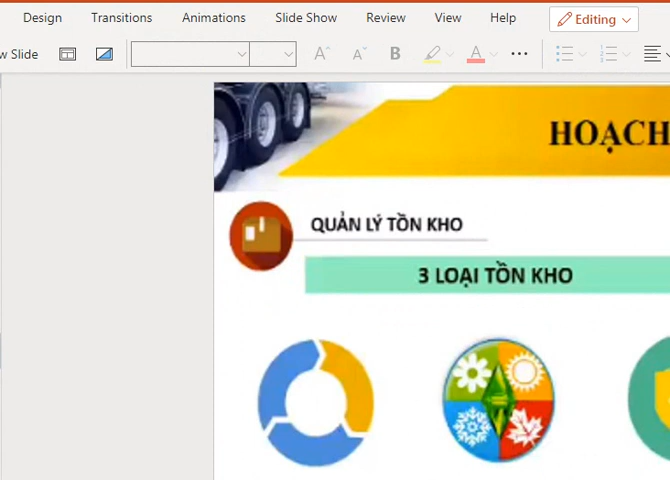 Design Transitions Animations Slide Show Review View Help Editing
Slide
A A B A ...
HOẠCH
QUẢN LÝ TỒN KHO
3 LOẠI TỒN KHO